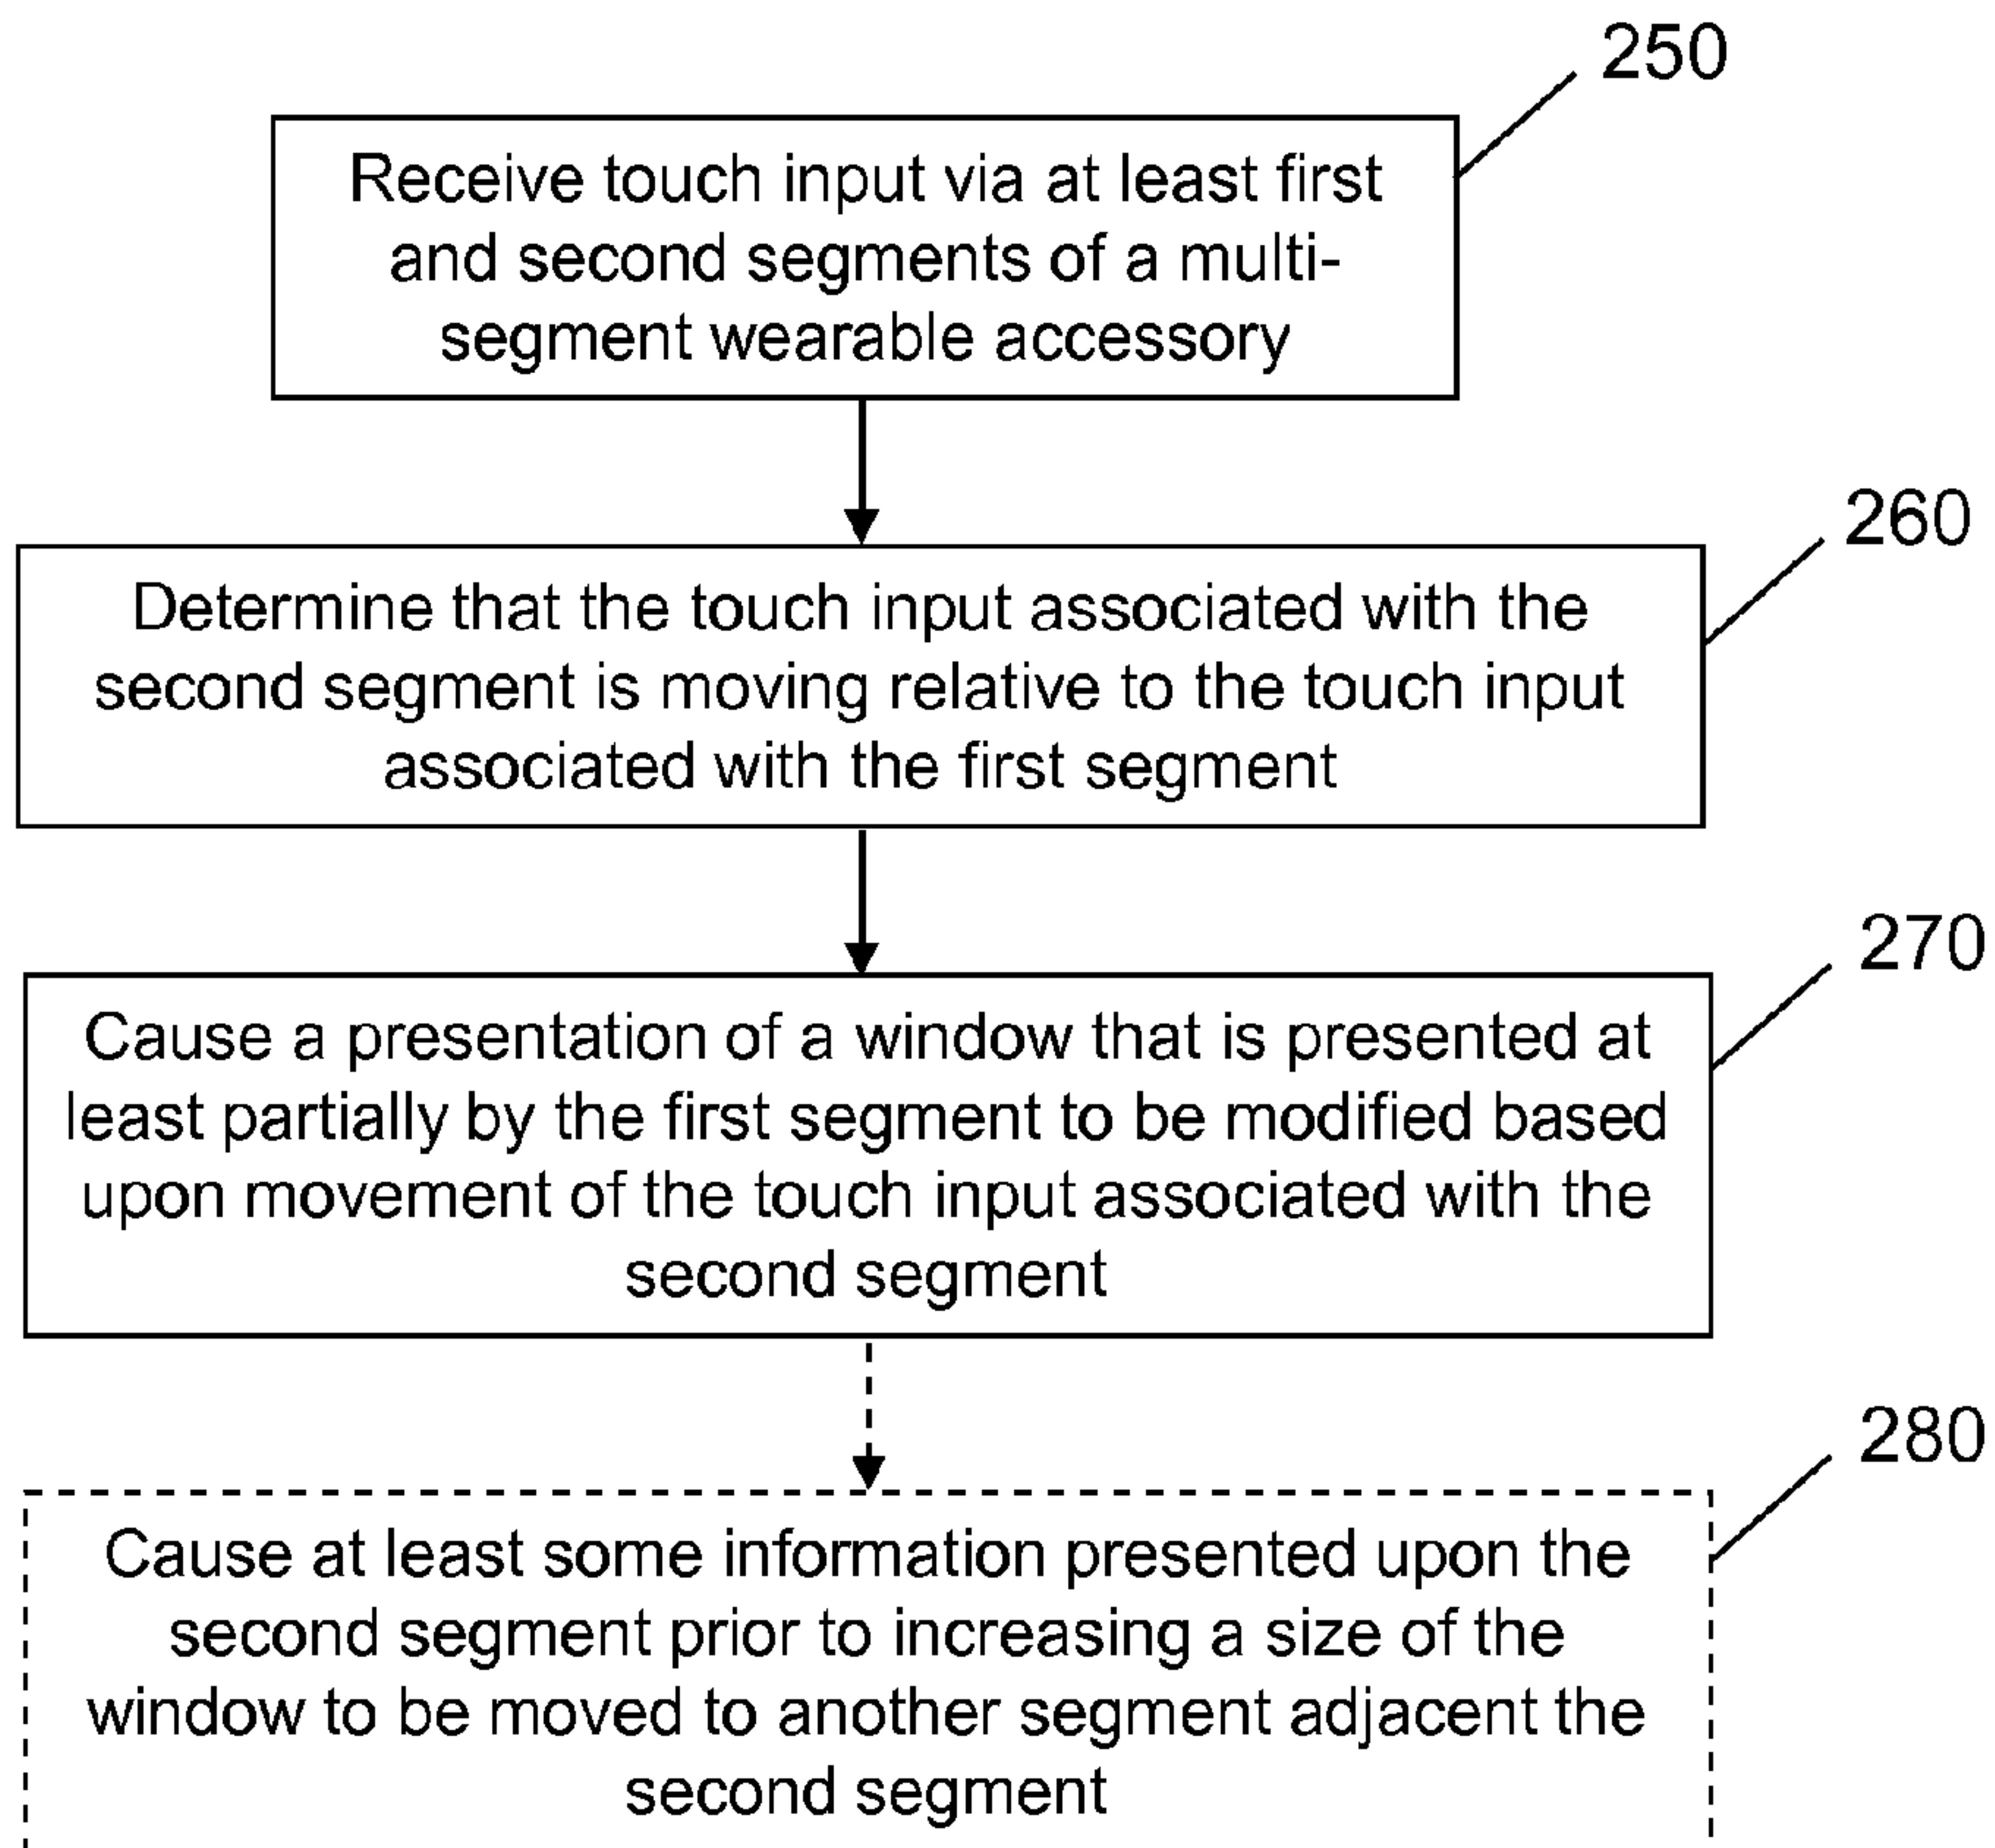 250
Receive touch input via at least first
and second segments of a multi-
segment wearable accessory
260
Determine that the touch input associated with the
second segment is moving relative to the touch input
associated with the first segment
270
Cause a presentation of a window that is presented at
least partially by the first segment to be modified based
upon movement of the touch input associated with the
second segment
280
Cause at least some information presented upon the
second segment prior to increasing a size of the
window to be moved to another segment adjacent the
second segment